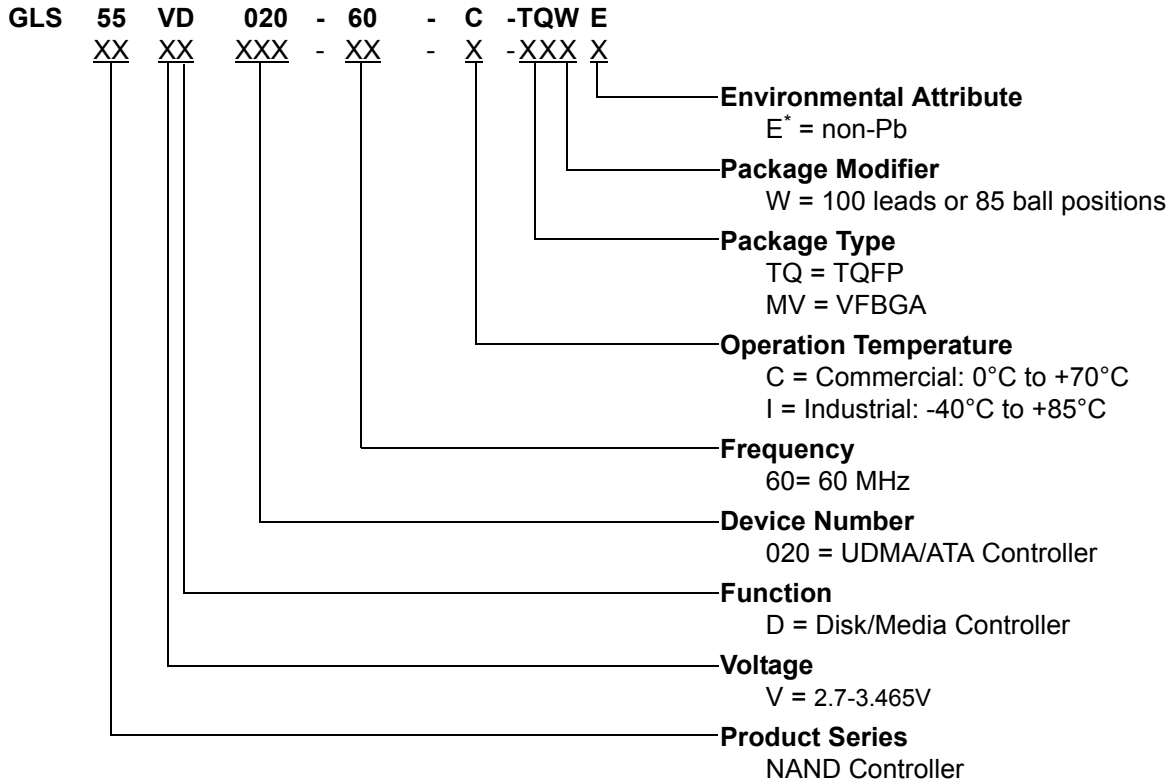 GLS 55 VD 020 - 60 - C -TQW E
XX XX XXX - XX - X -XXX X
Environmental Attribute
E* = non-Pb
Package Modifier
W = 100 leads or 85 ball positions
Package Type
TQ = TQFP
MV = VFBGA
Operation Temperature
C = Commercial: 0°C to +70°C
I = Industrial: -40°C to +85°C
Frequency
60= 60 MHz
Device Number
020 = UDMA/ATA Controller
Function
D = Disk/Media Controller
Voltage
V = 2.7-3.465V
Product Series
NAND Controller